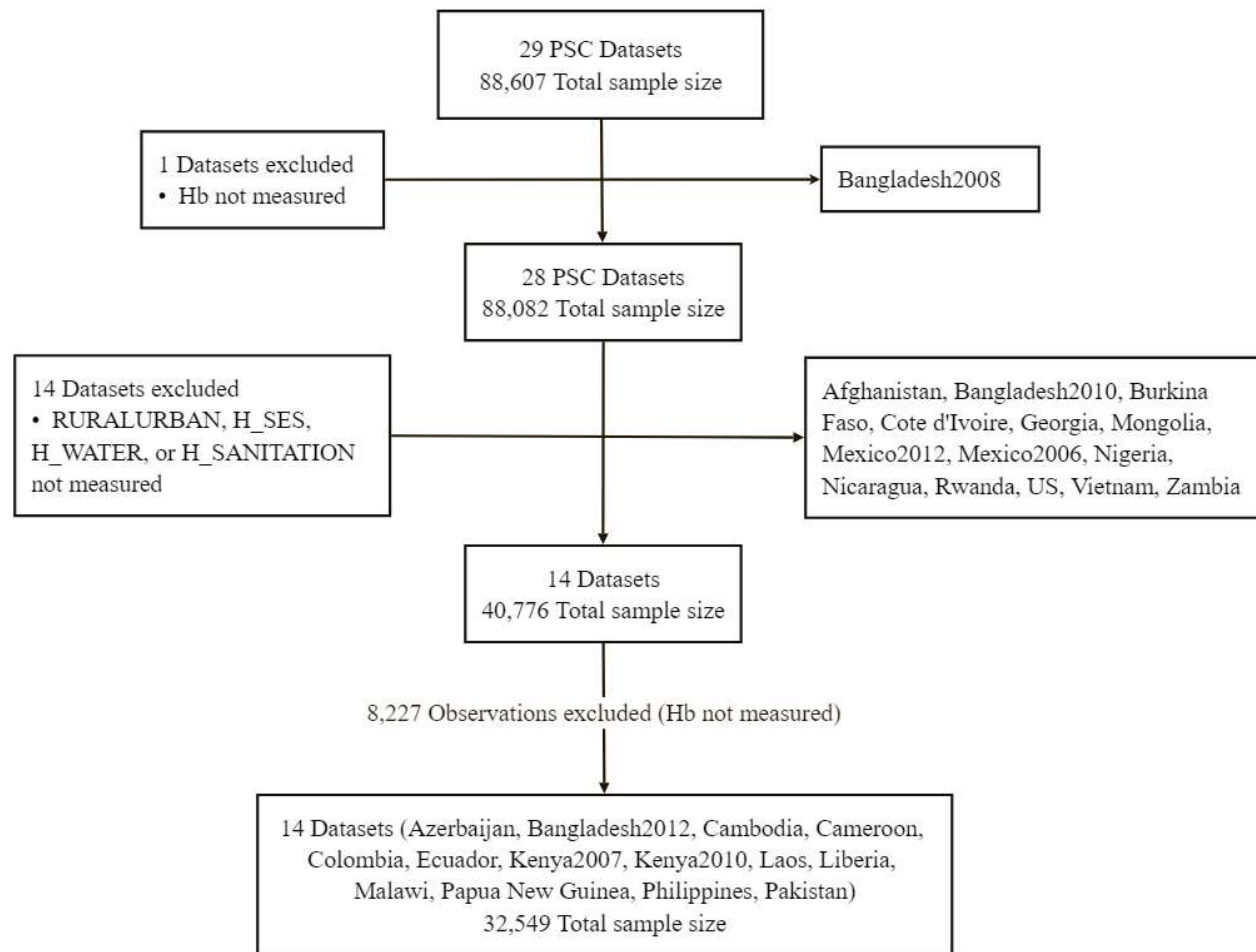 29 PSC Datasets
88,607 Total sample size
1 Datasets excluded
• Hb not measured
Bangladesh2008
28 PSC Datasets
88,082 Total sample size
14 Datasets excluded
• RURALURBAN, H_SES,
H_WATER, or H_SANITATION
not measured
Afghanistan, Bangladesh2010, Burkina
Faso, Cote d'Ivoire, Georgia, Mongolia,
Mexico2012, Mexico2006, Nigeria,
Nicaragua, Rwanda, US, Vietnam, Zambia
14 Datasets
40,776 Total sample size
8,227 Observations excluded (Hb not measured)
14 Datasets (Azerbaijan, Bangladesh2012, Cambodia, Cameroon,
Colombia, Ecuador, Kenya2007, Kenya2010, Laos, Liberia,
Malawi, Papua New Guinea, Philippines, Pakistan)
32,549 Total sample size